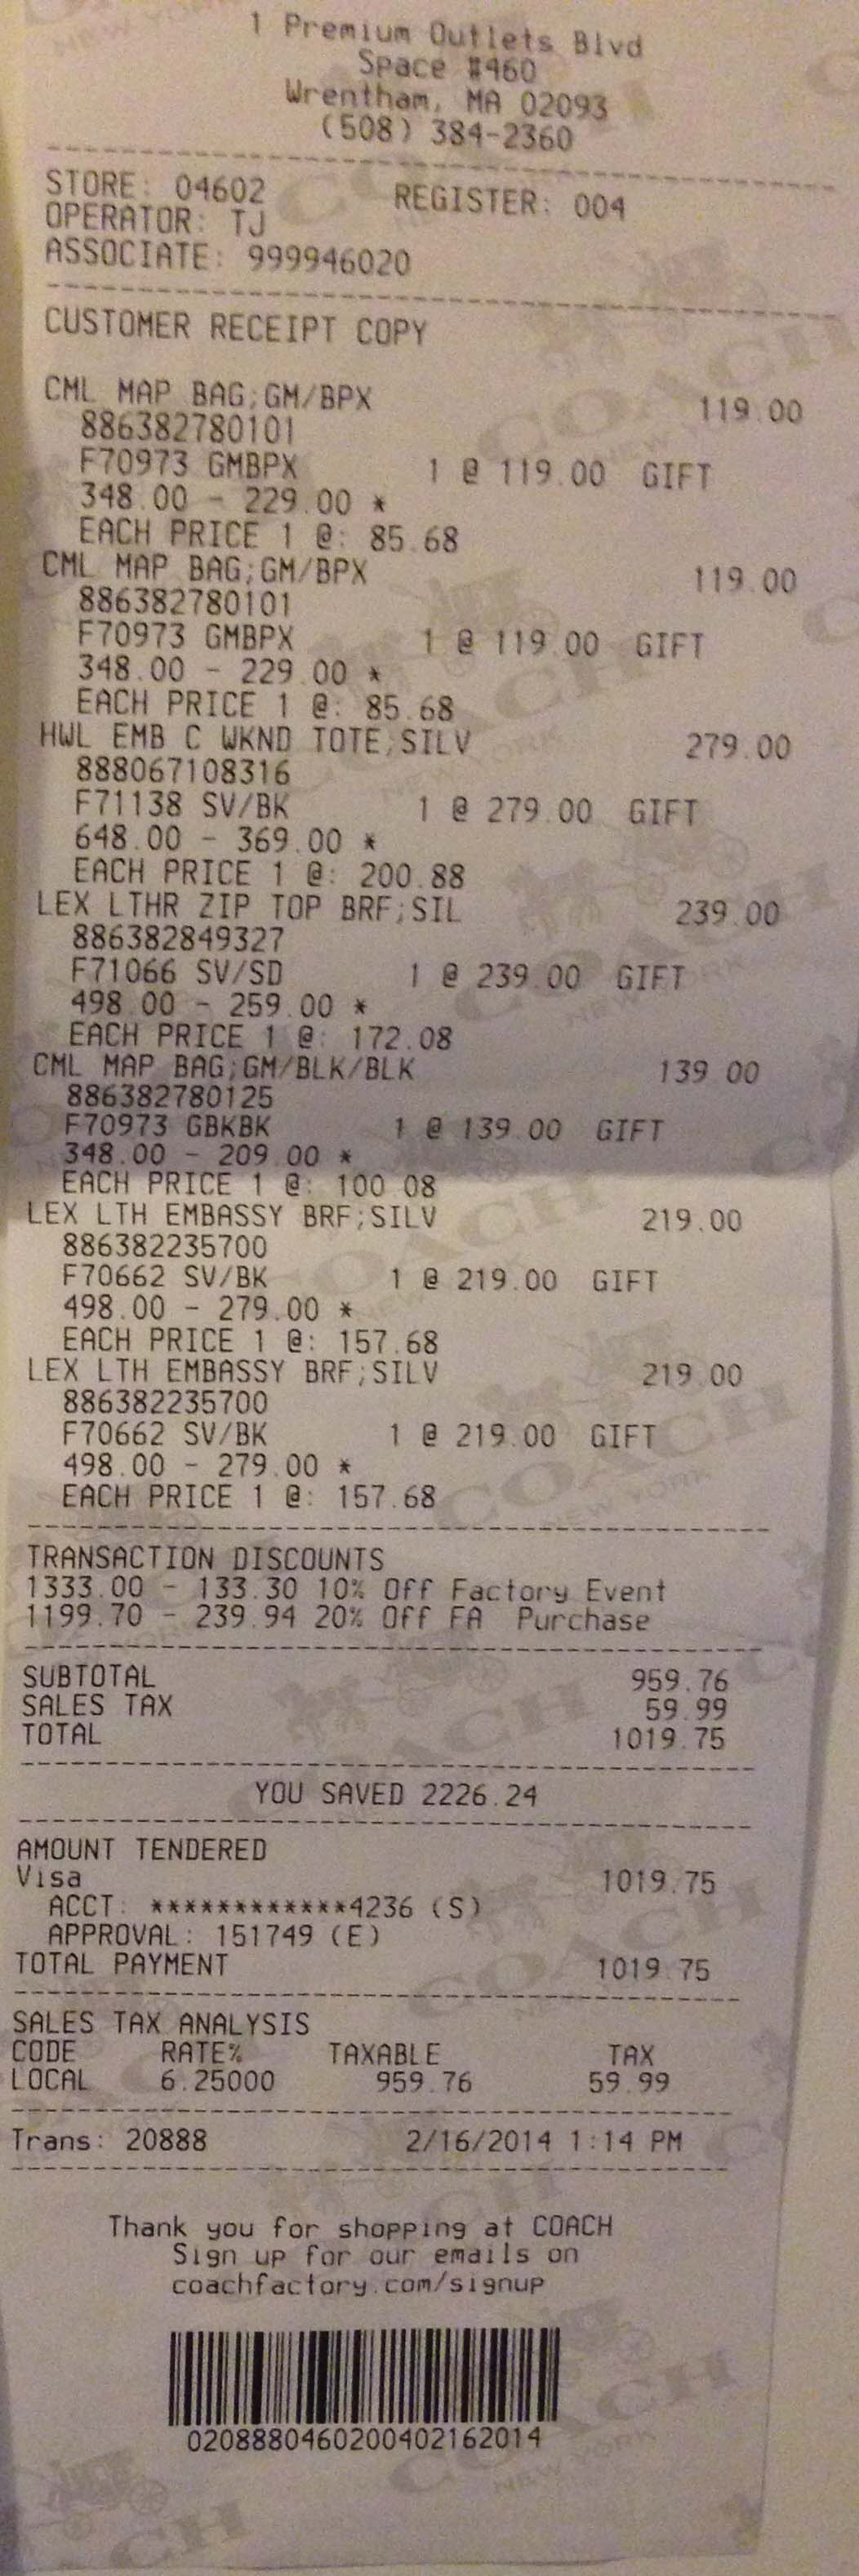 1 Premium Outlets Blvd
Space #460
Wrentham, MA 02093
(508) 384-2360
STORE: 04602 REGISTER: 004
OPERATOR: TJ
ASSOCIATE: 999946020
CUSTOMER RECEIPT COPY
CML MAP BAG;GM/BPX 119.00
886382780101
F70973 GMBPX 1 @ 119.00 GIFT
348.00 - 229.00 *
EACH PRICE 1 @: 85.68
CML MAP BAG;GM/BPX 119.00
886382780101
F70973 GMBPX 1 @ 119.00 GIFT
348.00 - 229.00 *
EACH PRICE 1 @: 85.68
HWL EMB C WKND TOTE;SILV 279.00
888067108316
F71138 SV/BK 1 @ 279.00 GIFT
648.00 - 369.00 *
EACH PRICE 1 @: 200.88
LEX LTHR ZIP TOP BRF;SIL 239.00
886382849327
F71066 SV/SD 1 @ 239.00 GIFT
498.00 - 259.00 *
EACH PRICE 1 @: 172.08
CML MAP BAG;GM/BLK/BLK 139.00
886382780125
F70973 GBKBK 1 @ 139.00 GIFT
348.00 - 209.00 *
EACH PRICE 1 @: 100.08
LEX LTH EMBASSY BRF;SILV 219.00
886382235700
F70662 SV/BK 1 @ 219.00 GIFT
498.00 - 279.00 *
EACH PRICE 1 @: 157.68
LEX LTH EMBASSY BRF;SILV 219.00
886382235700
F70662 SV/BK 1 @ 219.00 GIFT
498.00 - 279.00 *
EACH PRICE 1 @: 157.68
TRANSACTION DISCOUNTS
1333.00 - 133.30 10% Off Factory Event
1199.70 - 239.94 20% Off FA Purchase
SUBTOTAL 959.76
SALES TAX 59.99
TOTAL 1019.75
YOU SAVED 2226.24
AMOUNT TENDERED
Visa 1019.75
ACCT: ************4236 (S)
APPROVAL: 151749 (E)
TOTAL PAYMENT 1019.75
SALES TAX ANALYSIS
CODE RATE% TAXABLE TAX
LOCAL 6.25000 959.76 59.99
Trans: 20888 2/16/2014 1:14 PM
Thank you for shopping at COACH
Sign up for our emails on
coachfactory.com/signup
0208880460200402162014